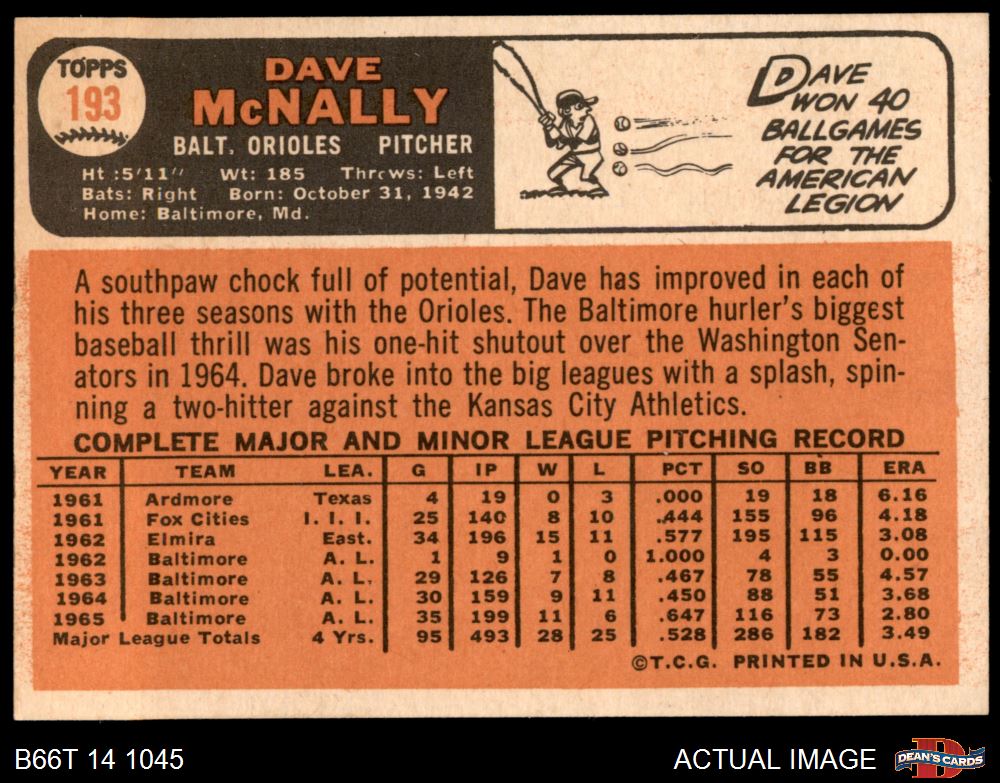 TOPPS
193
DAVE
McNALLY
BALT. ORIOLES PITCHER
Ht :5'11" Wt: 185 Throws: Left
Bats: Right Born: October 31, 1942
Home: Baltimore, Md.
DAVE
WON 40
BALLGAMES
FOR THE
AMERICAN
LEGION
A southpaw chock full of potential, Dave has improved in each of
his three seasons with the Orioles. The Baltimore hurler's biggest
baseball thrill was his one-hit shutout over the Washington Sen-
ators in 1964. Dave broke into the big leagues with a splash, spin-
ning a two-hitter against the Kansas City Athletics.
COMPLETE MAJOR AND MINOR LEAGUE PITCHING RECORD
YEAR TEAM LEA. G IP W L PCT SO BB ERA
1961 Ardmore Texas 4 19 0 3 .000 19 18 6.16
1961 Fox Cities I. I. I. 25 140 8 10 .444 155 96 4.18
1962 Elmira East. 34 196 15 11 .577 195 115 3.08
1962 Baltimore A. L. 1 9 1 0 1.000 4 3 0.00
1963 Baltimore A. L. 29 126 7 8 .467 78 55 4.57
1964 Baltimore A. L. 30 159 9 11 .450 88 51 3.68
1965 Baltimore A. L. 35 199 11 6 .647 116 73 2.80
Major League Totals 4 Yrs. 95 493 28 25 .528 286 182 3.49
©T.C.G. PRINTED IN U.S.A.
B66T 14 1045 ACTUAL IMAGE
D
DEAN'S CARDS